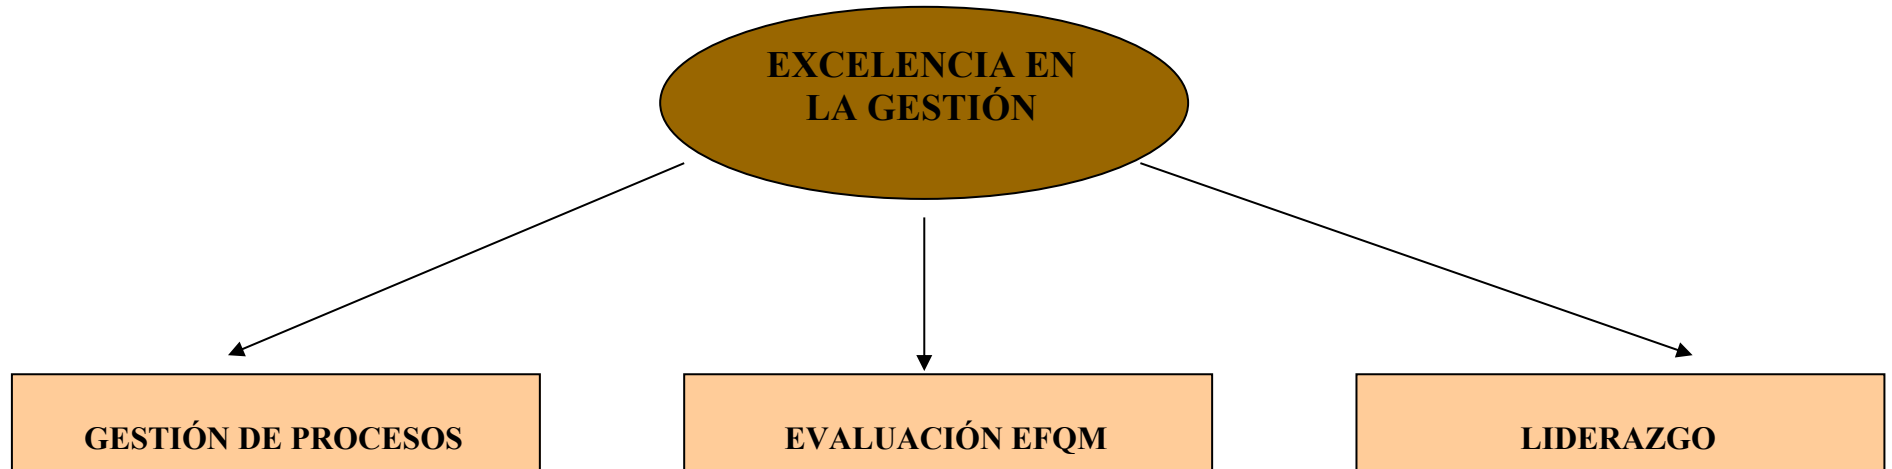 EXCELENCIA EN
LA GESTIÓN
GESTIÓN DE PROCESOS
EVALUACIÓN EFQM
LIDERAZGO